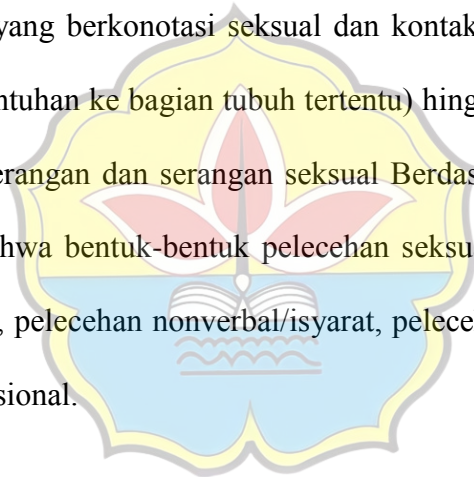 yang berkonotasi seksual dan kontak
ntuhan ke bagian tubuh tertentu) hing
erangan dan serangan seksual Berdas
hwa bentuk-bentuk pelecehan seksu
, pelecehan nonverbal/isyarat, pelece
sional.